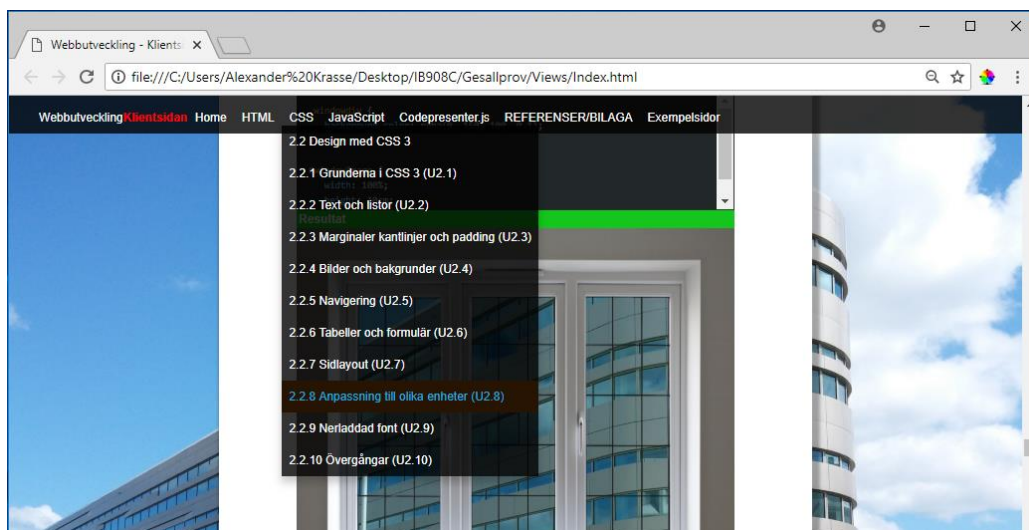 Webbutveckling - Klients
file:///C:/Users/Alexander%20Krasse/Desktop/IB908C/Gesallprov/Views/Index.html
WebbutvecklingKlientsidan Home HTML CSS JavaScript Codepresenter.js REFERENSER/BILAGA Exempelsidor
2.2 Design med CSS 3
2.2.1 Grunderna i CSS 3 (U2.1)
width: 100%;
2.2.2 Text och listor (U2.2)
Resultat
2.2.3 Marginaler kantlinjer och padding (U2.3)
2.2.4 Bilder och bakgrunder (U2.4)
2.2.5 Navigering (U2.5)
2.2.6 Tabeller och formulär (U2.6)
2.2.7 Sidlayout (U2.7)
2.2.8 Anpassning till olika enheter (U2.8)
2.2.9 Nerladdad font (U2.9)
2.2.10 Övergångar (U2.10)